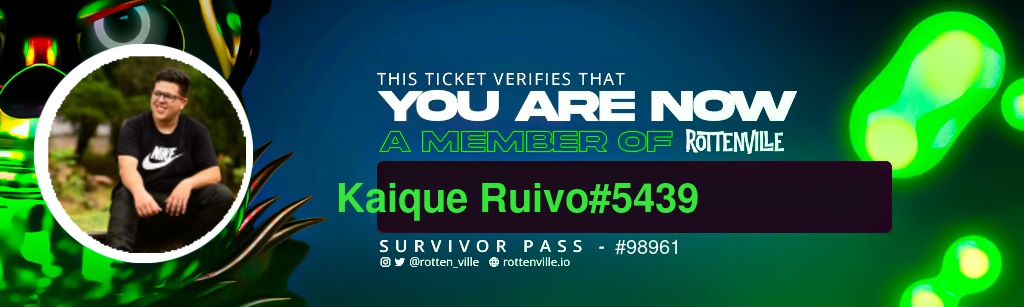 THIS TICKET VERIFIES THAT
YOU ARE NOW
A MEMBER OF ROTTENVILLE
Kaique Ruivo#5439
SURVIVOR PASS - #98961
@rotten_ville rottenville.io
NIKE